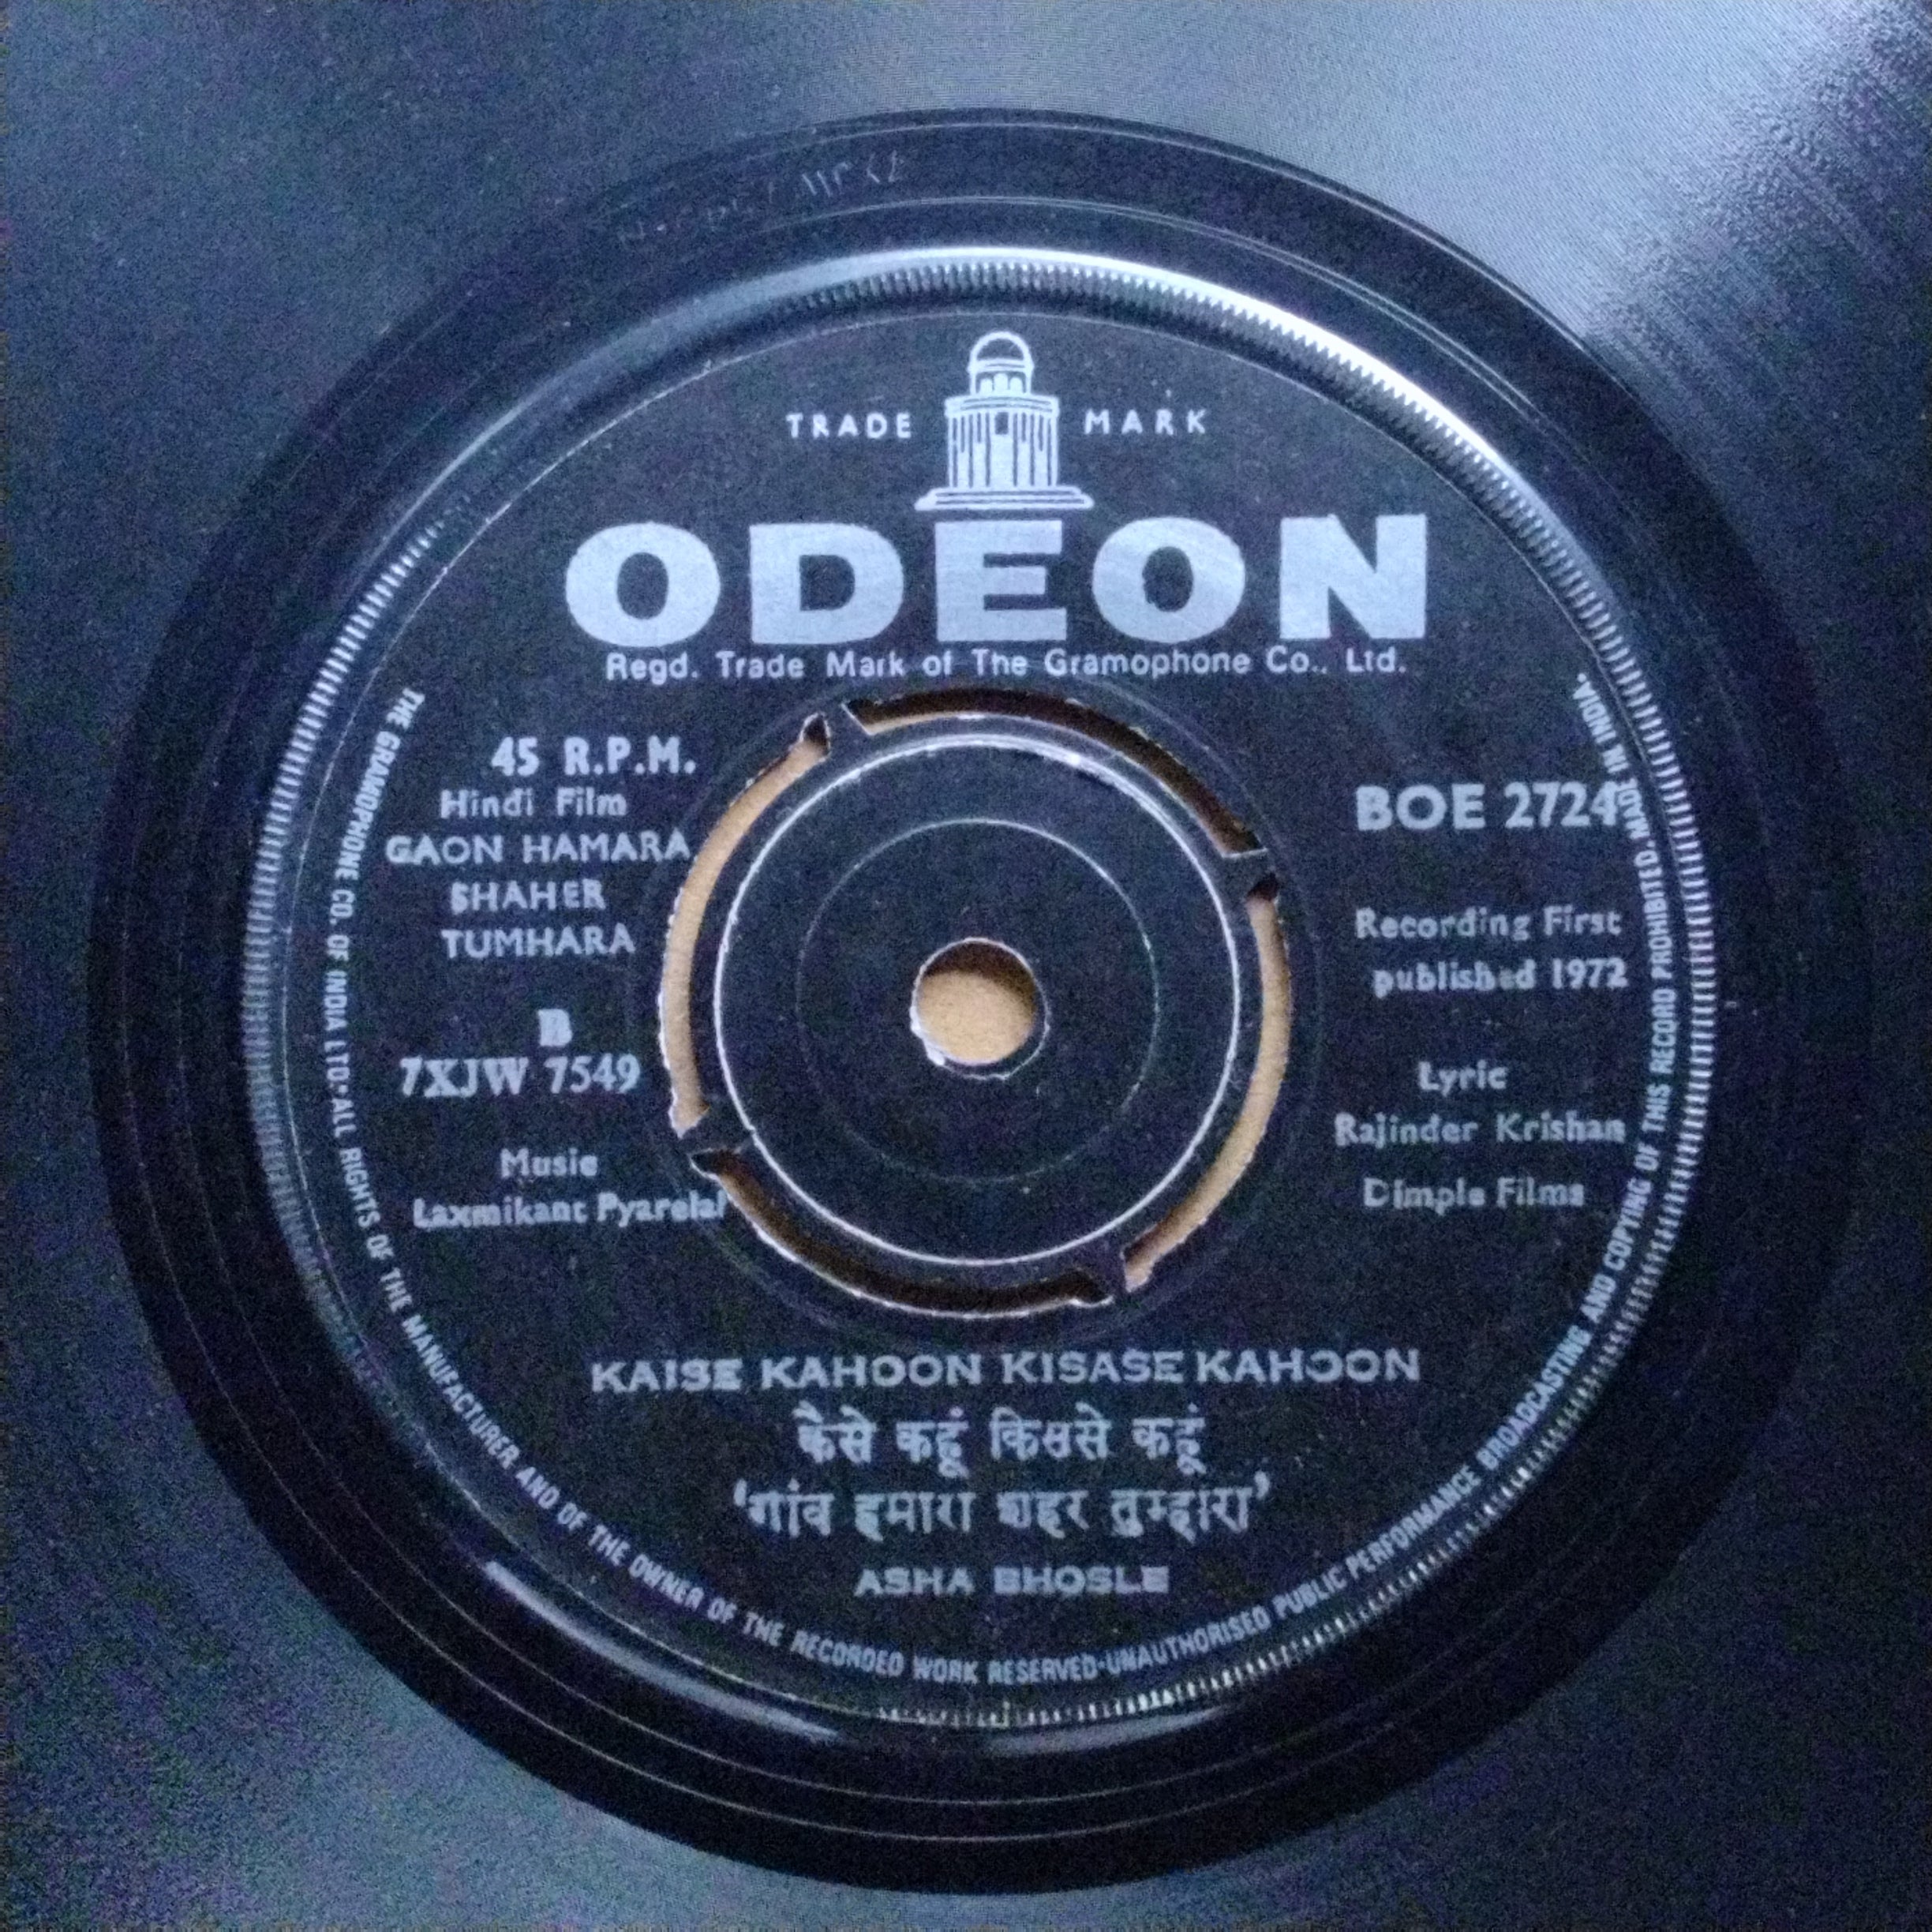 TRADE MARK
ODEON
Regd. Trade Mark of The Gramophone Co., Ltd.
45 R.P.M.
Hindi Film
GAON HAMARA
SHAHER
TUMHARA
B
7XJW 7549
Music
Laxmikant Pyarelal
BOE 2724
Recording First
published 1972
Lyric
Rajinder Krishan
Dimple Films
KAISE KAHOON KISASE KAHOON
कैसे कहूं किससे कहूं
'गांव हमारा शहर तुम्हारा'
ASHA BHOSLE
THE GRAMOPHONE CO. OF INDIA LTD·ALL RIGHTS OF THE MANUFACTURER AND OF THE OWNER OF THE RECORDED WORK RESERVED·UNAUTHORISED PUBLIC PERFORMANCE BROADCASTING AND COPYING OF THIS RECORD PROHIBITED. MADE IN INDIA.